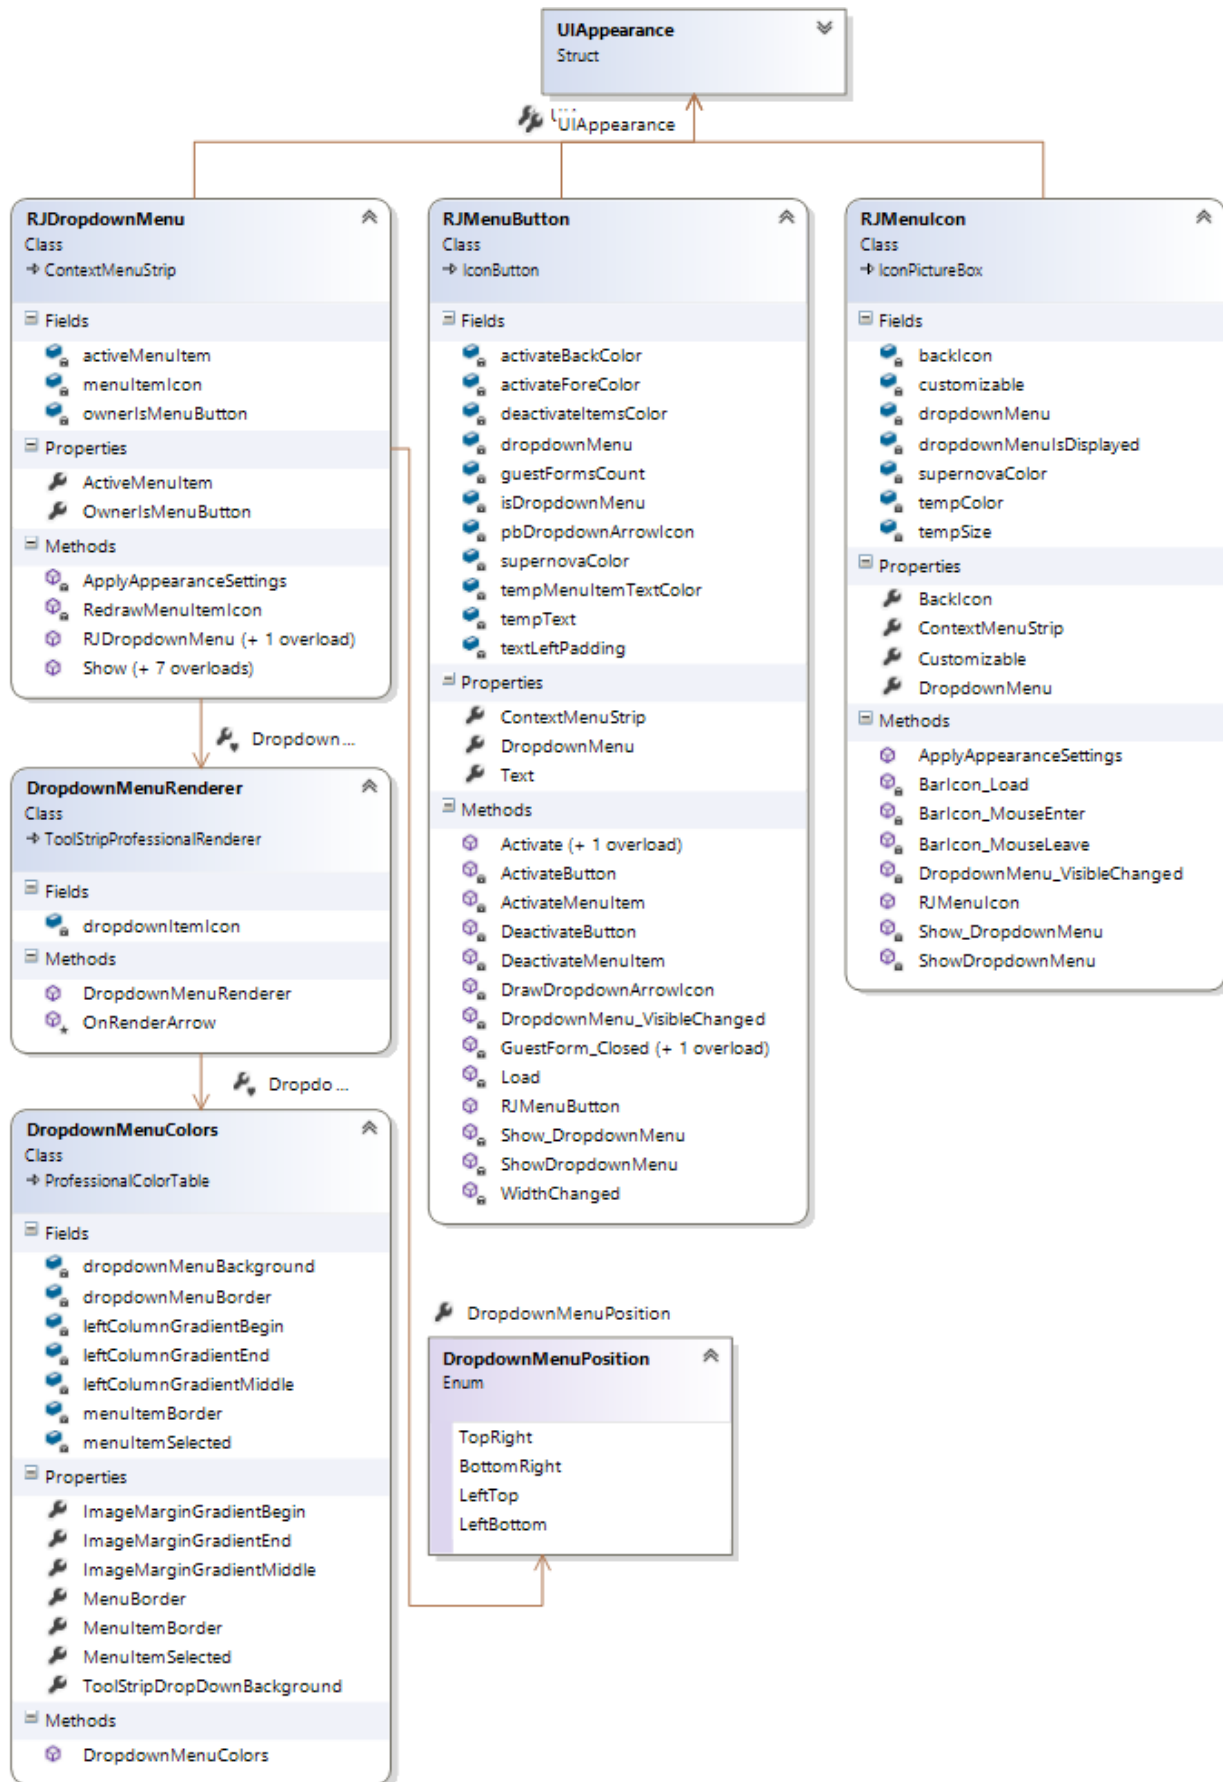 UIAppearance
Struct
UIAppearance
RJDropdownMenu
Class
ContextMenuStrip
Fields
activeMenuItem
menuItemIcon
ownerIsMenuButton
Properties
ActiveMenuItem
OwnerIsMenuButton
Methods
ApplyAppearanceSettings
RedrawMenuItemIcon
RJDropdownMenu (+ 1 overload)
Show (+ 7 overloads)
Dropdown ...
DropdownMenuRenderer
Class
ToolStripProfessionalRenderer
Fields
dropdownItemIcon
Methods
DropdownMenuRenderer
OnRenderArrow
Dropdo ...
DropdownMenuColors
Class
ProfessionalColorTable
Fields
dropdownMenuBackground
dropdownMenuBorder
leftColumnGradientBegin
leftColumnGradientEnd
leftColumnGradientMiddle
menuItemBorder
menuItemSelected
Properties
ImageMarginGradientBegin
ImageMarginGradientEnd
ImageMarginGradientMiddle
MenuBorder
MenuItemBorder
MenuItemSelected
ToolStripDropDownBackground
Methods
DropdownMenuColors
RJMenuButton
Class
IconButton
Fields
activateBackColor
activateForeColor
deactivateItemsColor
dropdownMenu
guestFormsCount
isDropdownMenu
pbDropdownArrowIcon
supernovaColor
tempMenuItemTextColor
tempText
textLeftPadding
Properties
ContextMenuStrip
DropdownMenu
Text
Methods
Activate (+ 1 overload)
ActivateButton
ActivateMenuItem
DeactivateButton
DeactivateMenuItem
DrawDropdownArrowIcon
DropdownMenu_VisibleChanged
GuestForm_Closed (+ 1 overload)
Load
RJMenuButton
Show_DropdownMenu
ShowDropdownMenu
WidthChanged
DropdownMenuPosition
DropdownMenuPosition
Enum
TopRight
BottomRight
LeftTop
LeftBottom
RJMenuIcon
Class
IconPictureBox
Fields
backIcon
customizable
dropdownMenu
dropdownMenuIsDisplayed
supernovaColor
tempColor
tempSize
Properties
BackIcon
ContextMenuStrip
Customizable
DropdownMenu
Methods
ApplyAppearanceSettings
BarIcon_Load
BarIcon_MouseEnter
BarIcon_MouseLeave
DropdownMenu_VisibleChanged
RJMenuIcon
Show_DropdownMenu
ShowDropdownMenu